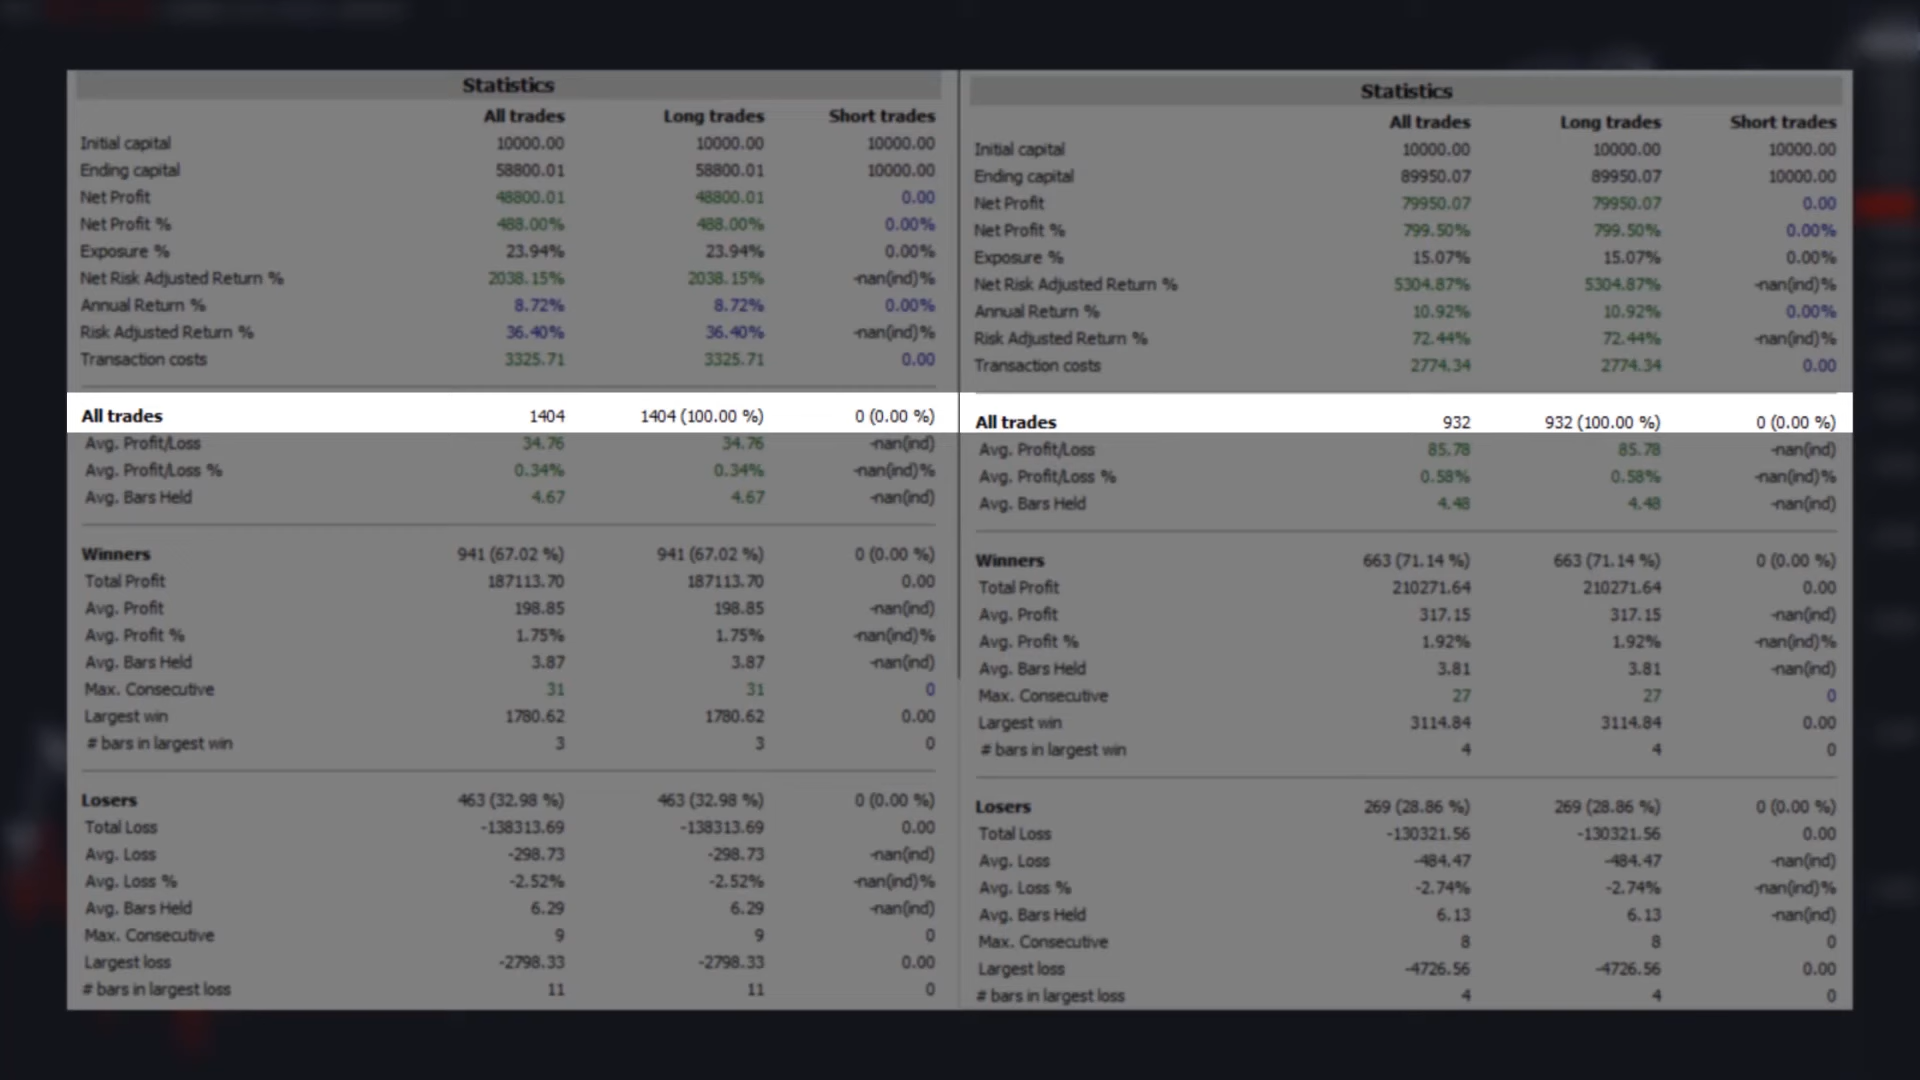 Statistics
All trades Long trades Short trades
Initial capital 10000.00 10000.00 10000.00
Ending capital 58800.01 58800.01 10000.00
Net Profit 48800.01 48800.01 0.00
Net Profit % 488.00% 488.00% 0.00%
Exposure % 23.94% 23.94% 0.00%
Net Risk Adjusted Return % 2038.15% 2038.15% -nan(ind)%
Annual Return % 8.72% 8.72% 0.00%
Risk Adjusted Return % 36.40% 36.40% -nan(ind)%
Transaction costs 3325.71 3325.71 0.00
All trades 1404 1404 (100.00 %) 0 (0.00 %)
Avg. Profit/Loss 34.76 34.76 -nan(ind)
Avg. Profit/Loss % 0.34% 0.34% -nan(ind)%
Avg. Bars Held 4.67 4.67 -nan(ind)
Winners 941 (67.02 %) 941 (67.02 %) 0 (0.00 %)
Total Profit 187113.70 187113.70 0.00
Avg. Profit 198.85 198.85 -nan(ind)
Avg. Profit % 1.75% 1.75% -nan(ind)%
Avg. Bars Held 3.87 3.87 -nan(ind)
Max. Consecutive 31 31 0
Largest win 1780.62 1780.62 0.00
# bars in largest win 3 3 0
Losers 463 (32.98 %) 463 (32.98 %) 0 (0.00 %)
Total Loss -138313.69 -138313.69 0.00
Avg. Loss -298.73 -298.73 -nan(ind)
Avg. Loss % -2.52% -2.52% -nan(ind)%
Avg. Bars Held 6.29 6.29 -nan(ind)
Max. Consecutive 9 9 0
Largest loss -2798.33 -2798.33 0.00
# bars in largest loss 11 11 0
Statistics
All trades Long trades Short trades
Initial capital 10000.00 10000.00 10000.00
Ending capital 89950.07 89950.07 10000.00
Net Profit 79950.07 79950.07 0.00
Net Profit % 799.50% 799.50% 0.00%
Exposure % 15.07% 15.07% 0.00%
Net Risk Adjusted Return % 5304.87% 5304.87% -nan(ind)%
Annual Return % 10.92% 10.92% 0.00%
Risk Adjusted Return % 72.44% 72.44% -nan(ind)%
Transaction costs 2774.34 2774.34 0.00
All trades 932 932 (100.00 %) 0 (0.00 %)
Avg. Profit/Loss 85.78 85.78 -nan(ind)
Avg. Profit/Loss % 0.58% 0.58% -nan(ind)%
Avg. Bars Held 4.48 4.48 -nan(ind)
Winners 663 (71.14 %) 663 (71.14 %) 0 (0.00 %)
Total Profit 210271.64 210271.64 0.00
Avg. Profit 317.15 317.15 -nan(ind)
Avg. Profit % 1.92% 1.92% -nan(ind)%
Avg. Bars Held 3.81 3.81 -nan(ind)
Max. Consecutive 27 27 0
Largest win 3114.84 3114.84 0.00
# bars in largest win 4 4 0
Losers 269 (28.86 %) 269 (28.86 %) 0 (0.00 %)
Total Loss -130321.56 -130321.56 0.00
Avg. Loss -484.47 -484.47 -nan(ind)
Avg. Loss % -2.74% -2.74% -nan(ind)%
Avg. Bars Held 6.13 6.13 -nan(ind)
Max. Consecutive 8 8 0
Largest loss -4726.56 -4726.56 0.00
# bars in largest loss 4 4 0